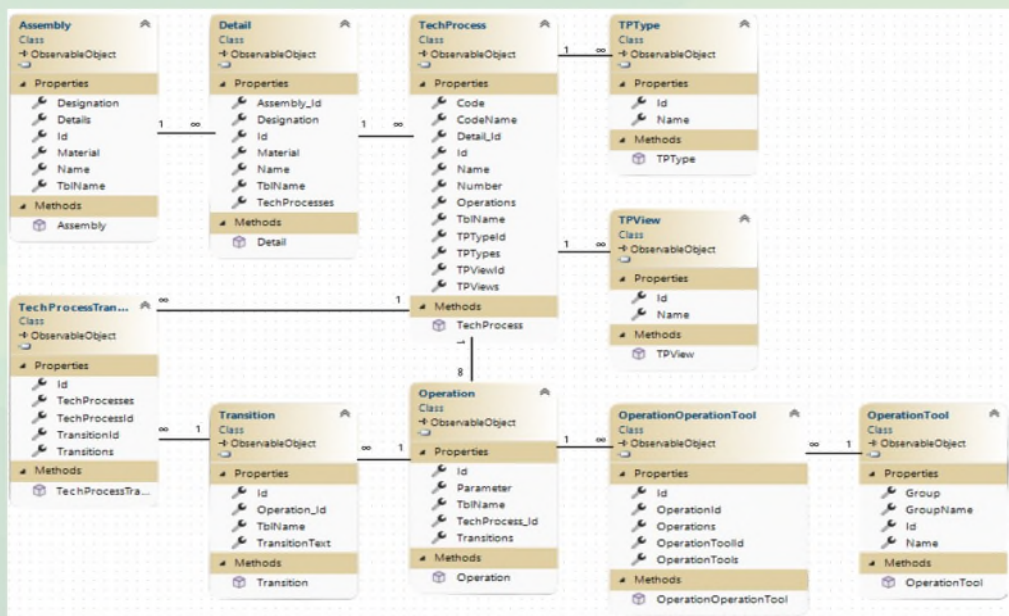 Assembly
Class
ObservableObject
Properties
Designation
Details
Id
Material
Name
TblName
Methods
Assembly
1 ∞
Detail
Class
ObservableObject
Properties
Assembly_Id
Designation
Id
Material
Name
TblName
TechProcesses
Methods
Detail
1 ∞
TechProcess
Class
ObservableObject
Properties
Code
CodeName
Detail_Id
Id
Name
Number
Operations
TblName
TPTypeId
TPTypes
TPViewId
TPViews
Methods
TechProcess
1 ∞
TPType
Class
ObservableObject
Properties
Id
Name
Methods
TPType
1 ∞
TPView
Class
ObservableObject
Properties
Id
Name
Methods
TPView
∞ 1
TechProcessTran...
Class
ObservableObject
Properties
Id
TechProcesses
TechProcessId
TransitionId
Transitions
Methods
TechProcessTra...
∞ 1
Transition
Class
ObservableObject
Properties
Id
Operation_Id
TblName
TransitionText
Methods
Transition
∞ 1
1
∞
Operation
Class
ObservableObject
Properties
Id
Parameter
TblName
TechProcess_Id
Transitions
Methods
Operation
1 ∞
OperationOperationTool
Class
ObservableObject
Properties
Id
OperationId
Operations
OperationToolId
OperationTools
Methods
OperationOperationTool
∞ 1
OperationTool
Class
ObservableObject
Properties
Group
GroupName
Id
Name
Methods
OperationTool